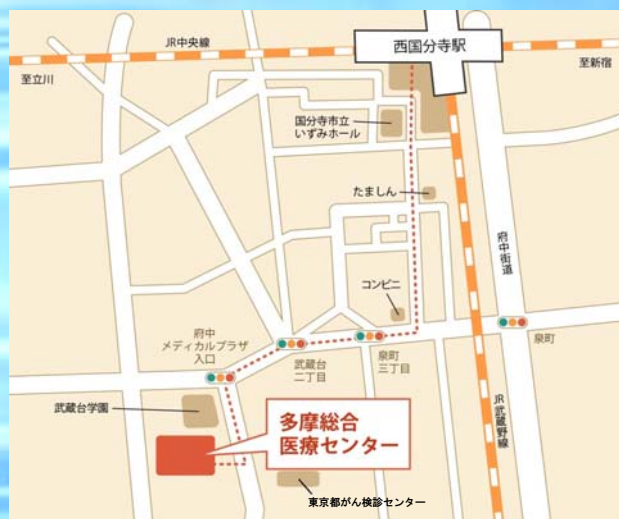 JR中央線
西国分寺駅
至立川
至新宿
国分寺市立
いずみホール
たましん
府中街道
コンビニ
府中
メディカルプラザ
入口
武蔵台
二丁目
泉町
三丁目
泉町
武蔵台学園
多摩総合
医療センター
JR武蔵野線
東京都がん検診センター